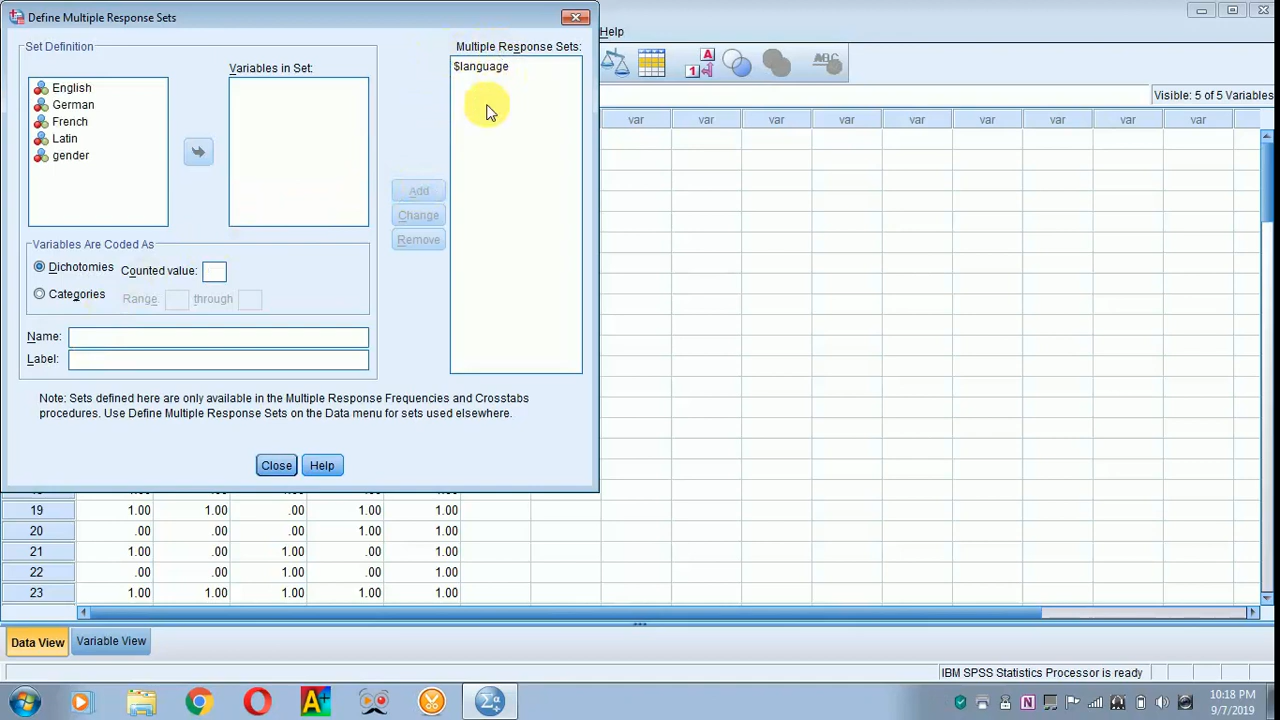 Define Multiple Response Sets
Help
Set Definition
Multiple Response Sets:
Variables in Set:
$language
English
German
French
Latin
gender
Add
Change
Remove
Variables Are Coded As
Dichotomies Counted value:
Categories Range: through
Name:
Label:
Note: Sets defined here are only available in the Multiple Response Frequencies and Crosstabs
procedures. Use Define Multiple Response Sets on the Data menu for sets used elsewhere.
Close Help
Visible: 5 of 5 Variables
var var var var var var var var var
19 1.00 1.00 .00 1.00 1.00
20 .00 .00 .00 .00 1.00
21 1.00 .00 1.00 .00 1.00
22 .00 .00 1.00 .00 1.00
23 1.00 1.00 1.00 1.00 1.00
Data View Variable View
IBM SPSS Statistics Processor is ready
10:18 PM
9/7/2019